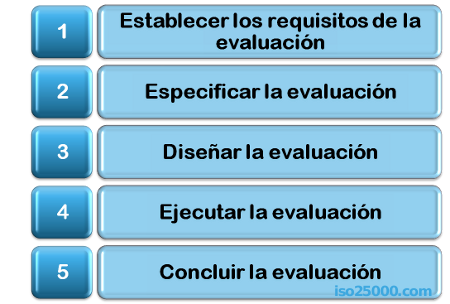 1
Establecer los requisitos de la
evaluación
2
Especificar la evaluación
3
Diseñar la evaluación
4
Ejecutar la evaluación
5
Concluir la evaluación
iso25000.com